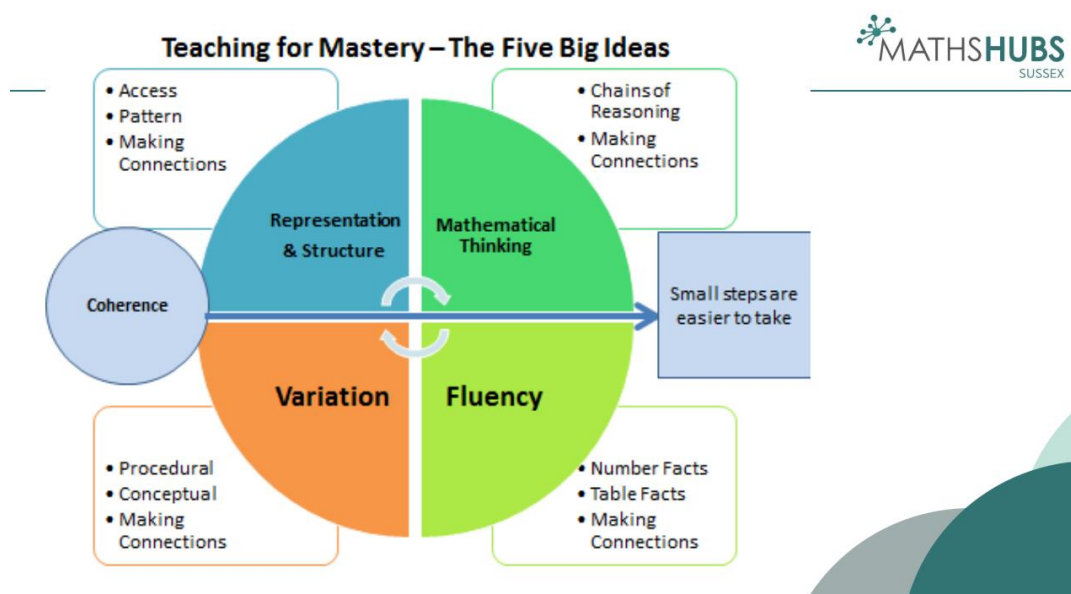 Teaching for Mastery – The Five Big Ideas
MATHSHUBS
SUSSEX
• Access
• Pattern
• Making
Connections
• Chains of
Reasoning
• Making
Connections
Representation
& Structure
Mathematical
Thinking
Coherence
Small steps are
easier to take
Variation
Fluency
• Procedural
• Conceptual
• Making
Connections
• Number Facts
• Table Facts
• Making
Connections